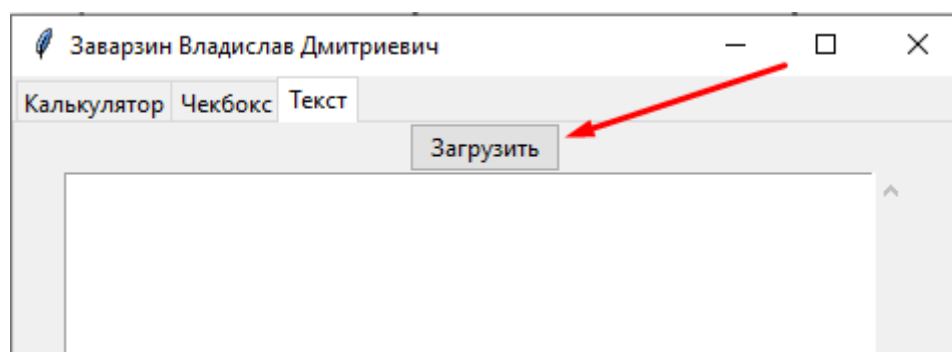 Заварзин Владислав Дмитриевич
Калькулятор Чекбокс Текст
Загрузить